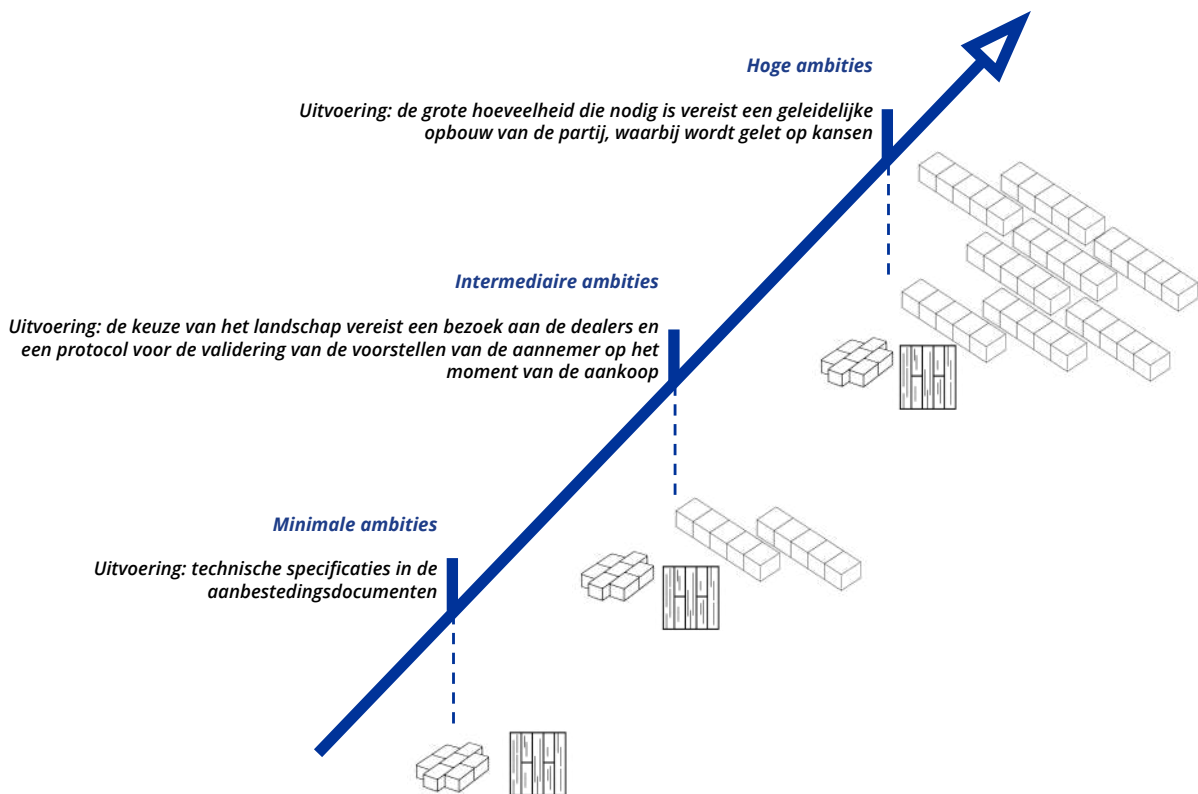 Hoge ambities
Uitvoering: de grote hoeveelheid die nodig is vereist een geleidelijke
opbouw van de partij, waarbij wordt gelet op kansen
Intermediaire ambities
Uitvoering: de keuze van het landschap vereist een bezoek aan de dealers en
een protocol voor de validering van de voorstellen van de aannemer op het
moment van de aankoop
Minimale ambities
Uitvoering: technische specificaties in de
aanbestedingsdocumenten